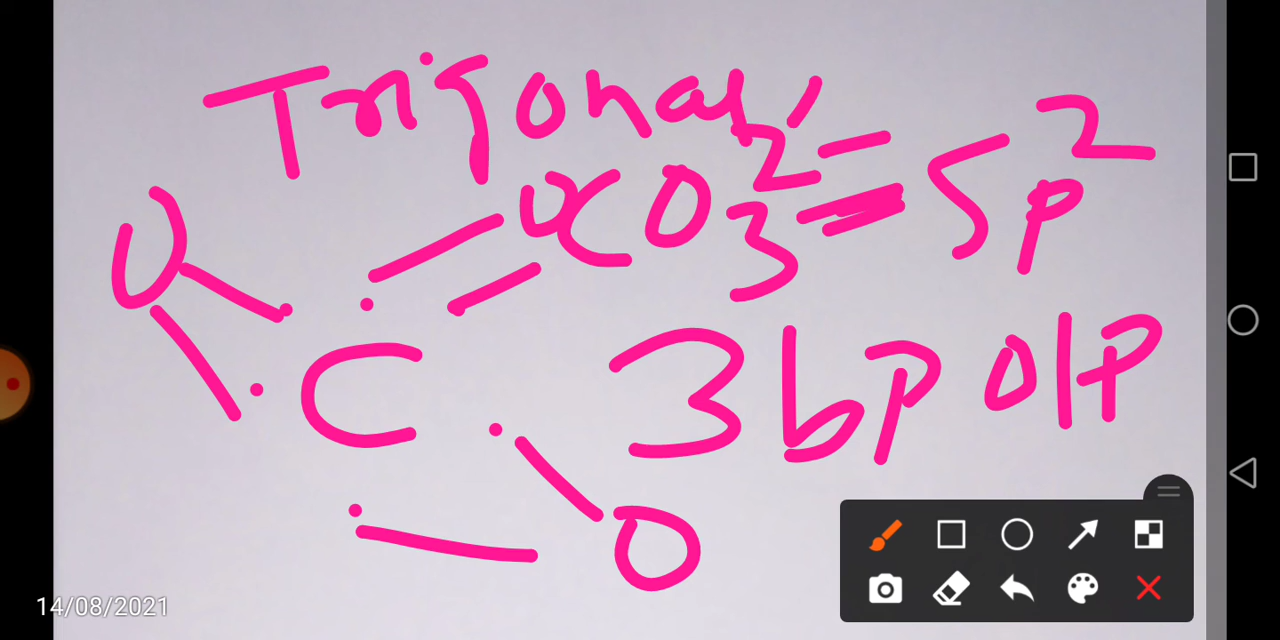 Trigonal
CO3 2- = Sp2
O
O
C
3bp 0lp
O
14/08/2021